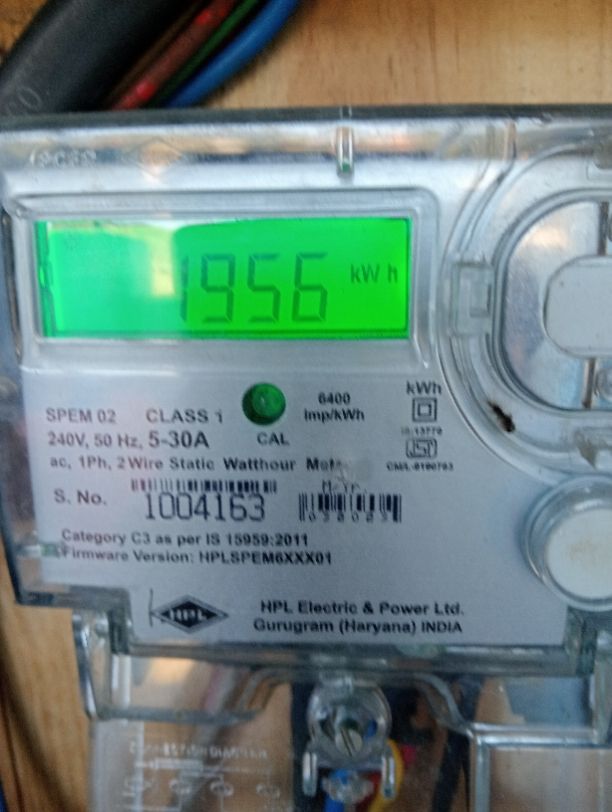 1956 kWh
kWh
6400
imp/kWh
SPEM 02 CLASS 1
240V, 50 Hz, 5-30A
CAL
ac, 1Ph, 2 Wire Static Watthour
S. No. 1004163
Category C3 as per IS 15959:2011
Firmware Version: HPLSPEM6XXX01
HPL
HPL Electric & Power Ltd.
Gurugram (Haryana) INDIA